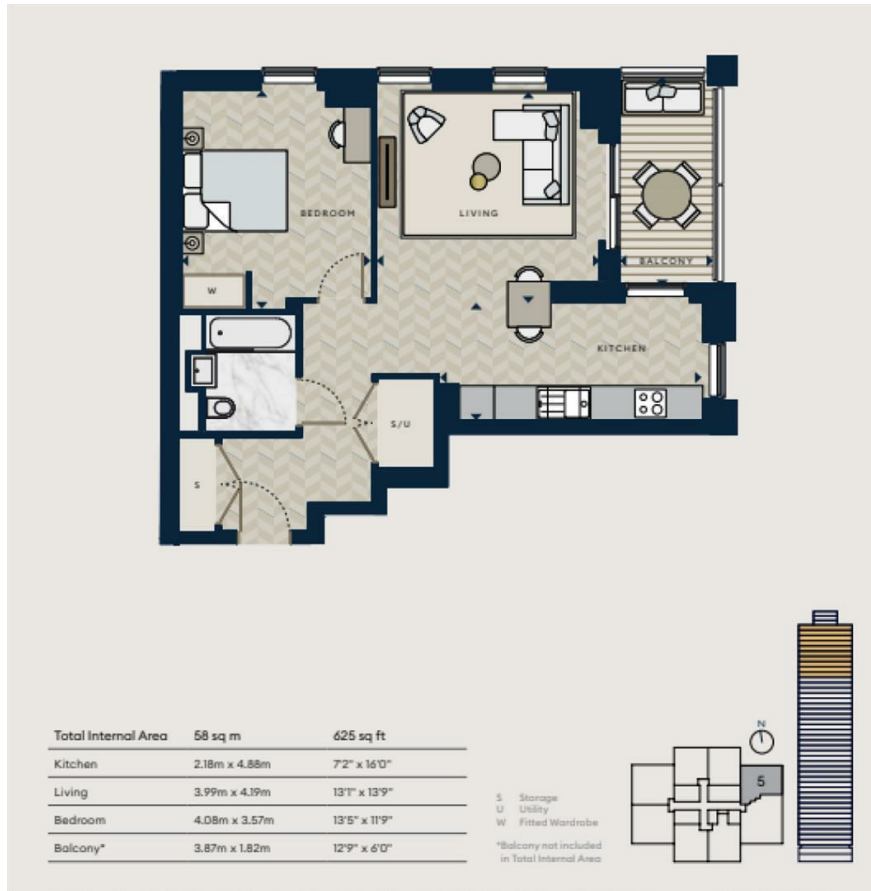 BEDROOM
LIVING
BALCONY
W
KITCHEN
S/U
S
Total Internal Area 58 sq m 625 sq ft
Kitchen 2.18m x 4.88m 7'2" x 16'0"
Living 3.99m x 4.19m 13'1" x 13'9"
Bedroom 4.08m x 3.57m 13'5" x 11'9"
Balcony* 3.87m x 1.82m 12'9" x 6'0"
S Storage
U Utility
W Fitted Wardrobe
*Balcony not included
in Total Internal Area
N
5